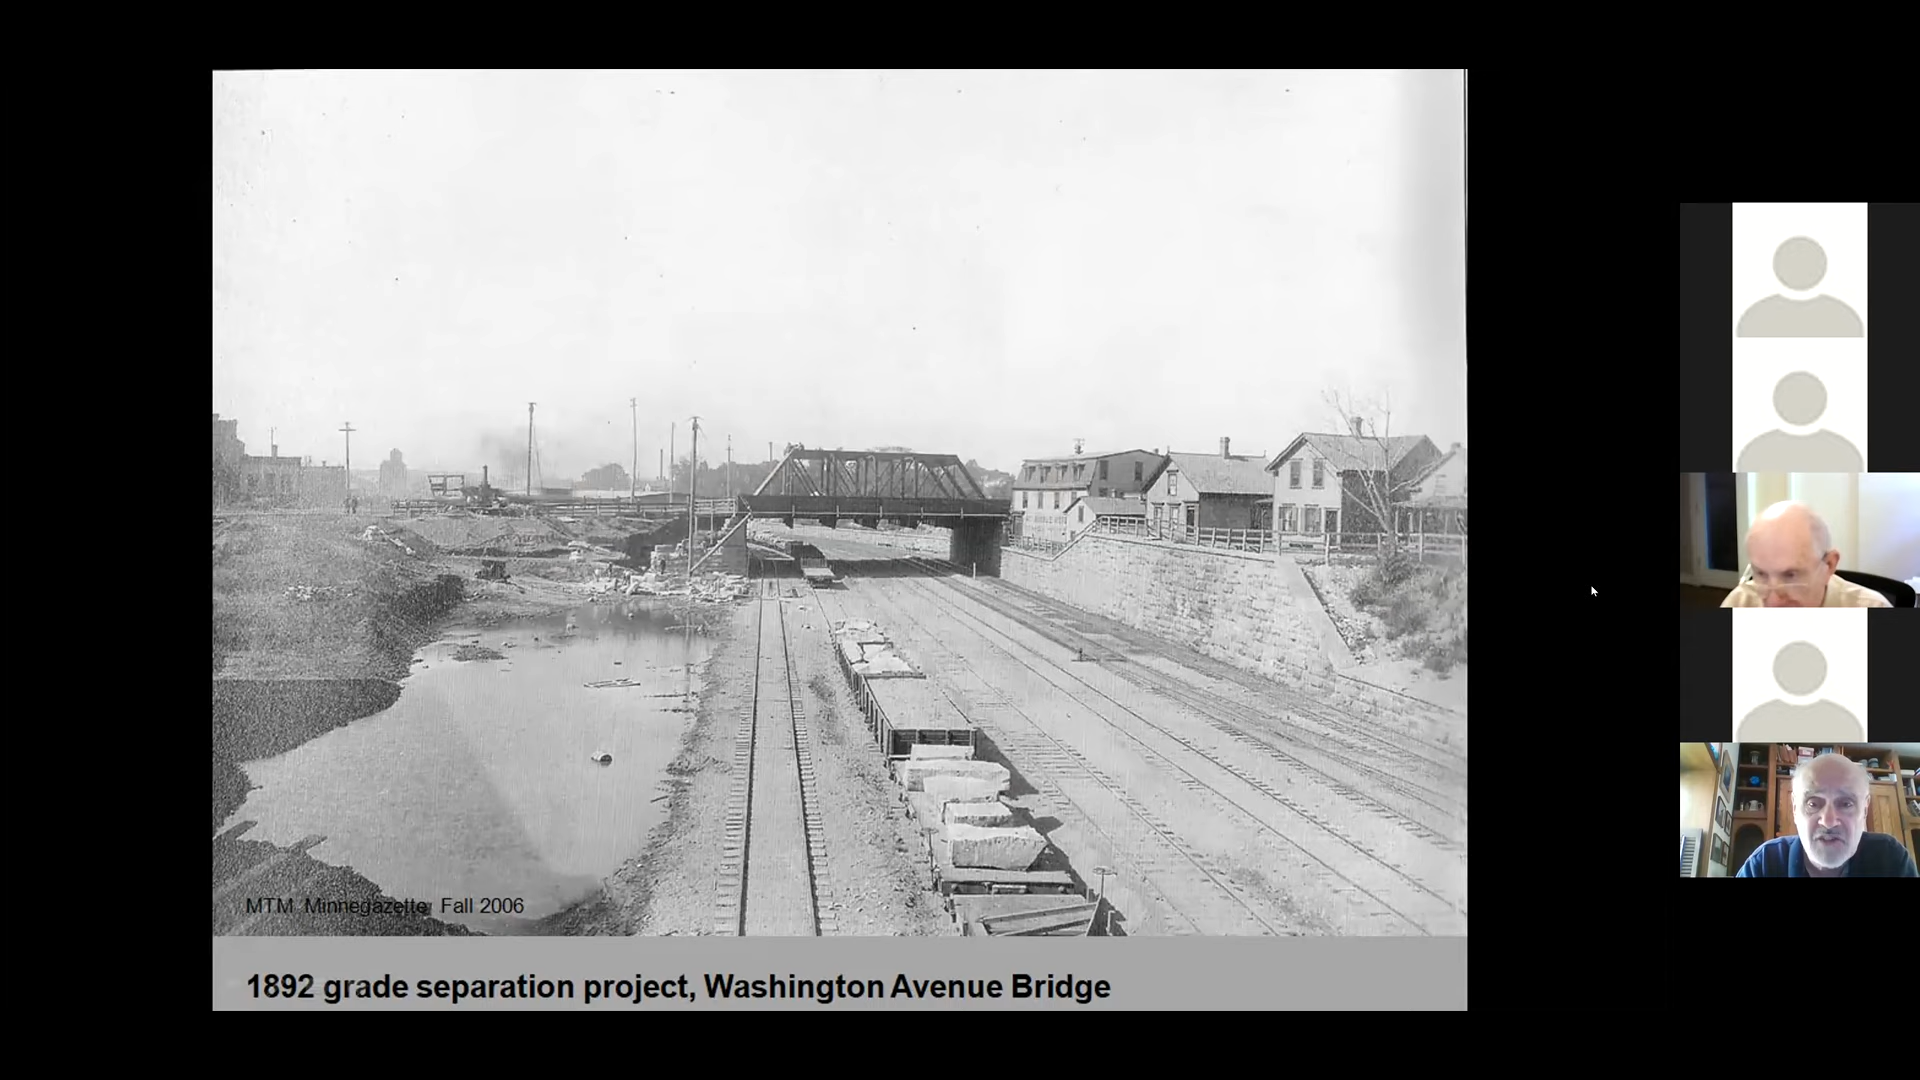 MTM Minnegazette Fall 2006
1892 grade separation project, Washington Avenue Bridge